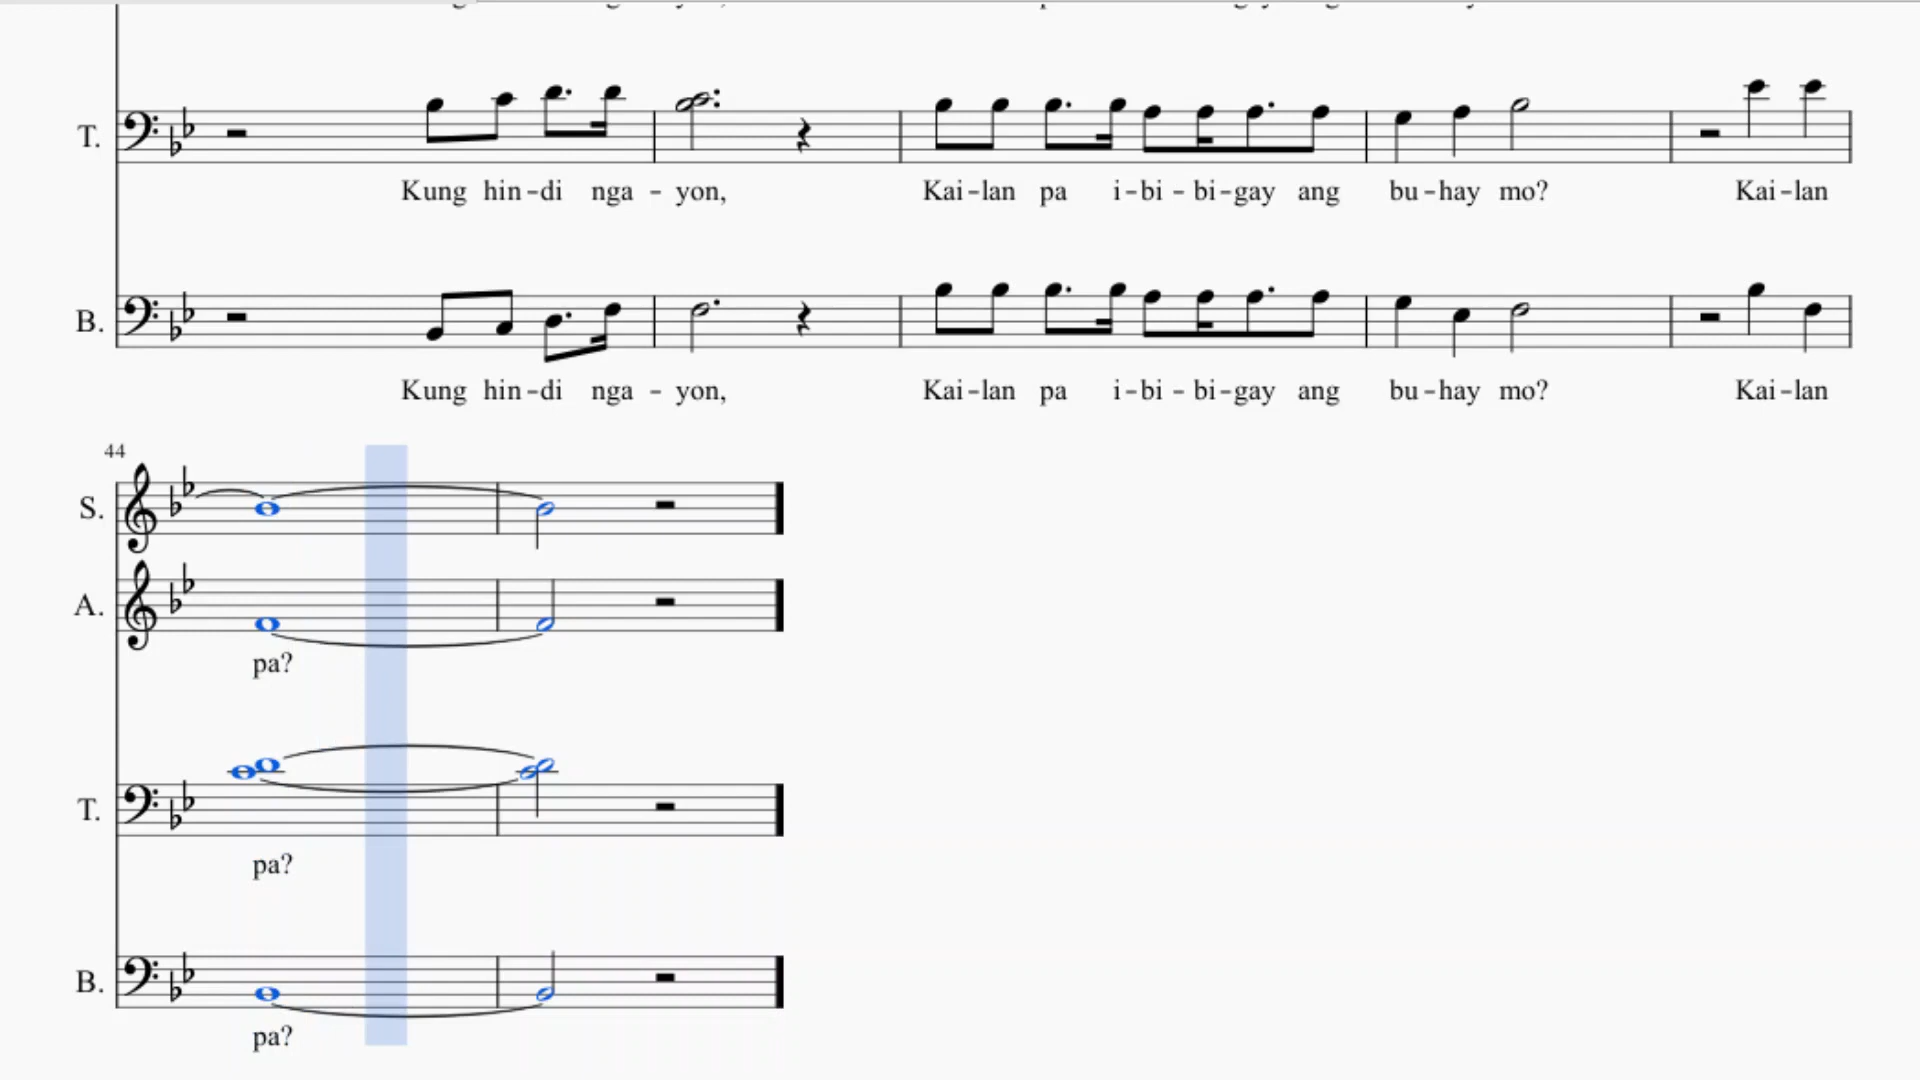 T.
Kung hin-di nga - yon, Kai-lan pa i-bi-bi-gay ang bu-hay mo? Kai-lan
B.
Kung hin-di nga - yon, Kai-lan pa i-bi-bi-gay ang bu-hay mo? Kai-lan
44
S.
A.
pa?
T.
pa?
B.
pa?